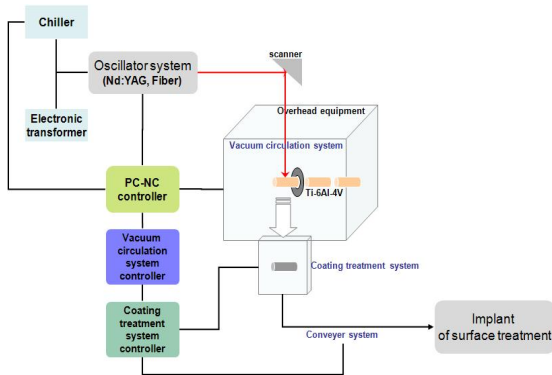 Chiller
Oscillator system
(Nd:YAG, Fiber)
scanner
Electronic
transformer
Overhead equipment
Vacuum circulation system
PC-NC
controller
Ti-6Al-4V
Vacuum
circulation
system
controller
Coating treatment system
Coating
treatment
system
controller
Conveyer system
Implant
of surface treatment